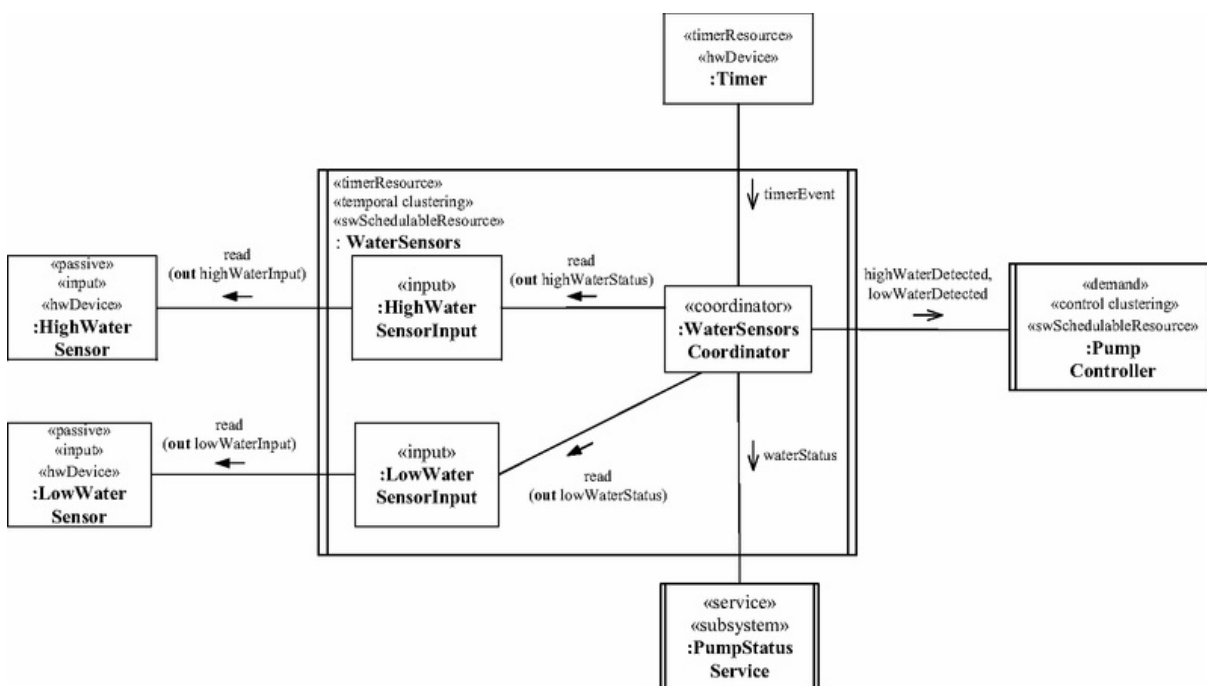 «timerResource»
«hwDevice»
:Timer
«timerResource»
«temporal clustering»
«swSchedulableResource»
: WaterSensors
timerEvent
«passive»
«input»
«hwDevice»
:HighWater
Sensor
read
(out highWaterInput)
«input»
:HighWater
SensorInput
read
(out highWaterStatus)
«coordinator»
:WaterSensors
Coordinator
highWaterDetected,
lowWaterDetected
«demand»
«control clustering»
«swSchedulableResource»
:Pump
Controller
«passive»
«input»
«hwDevice»
:LowWater
Sensor
read
(out lowWaterInput)
«input»
:LowWater
SensorInput
read
(out lowWaterStatus)
waterStatus
«service»
«subsystem»
:PumpStatus
Service